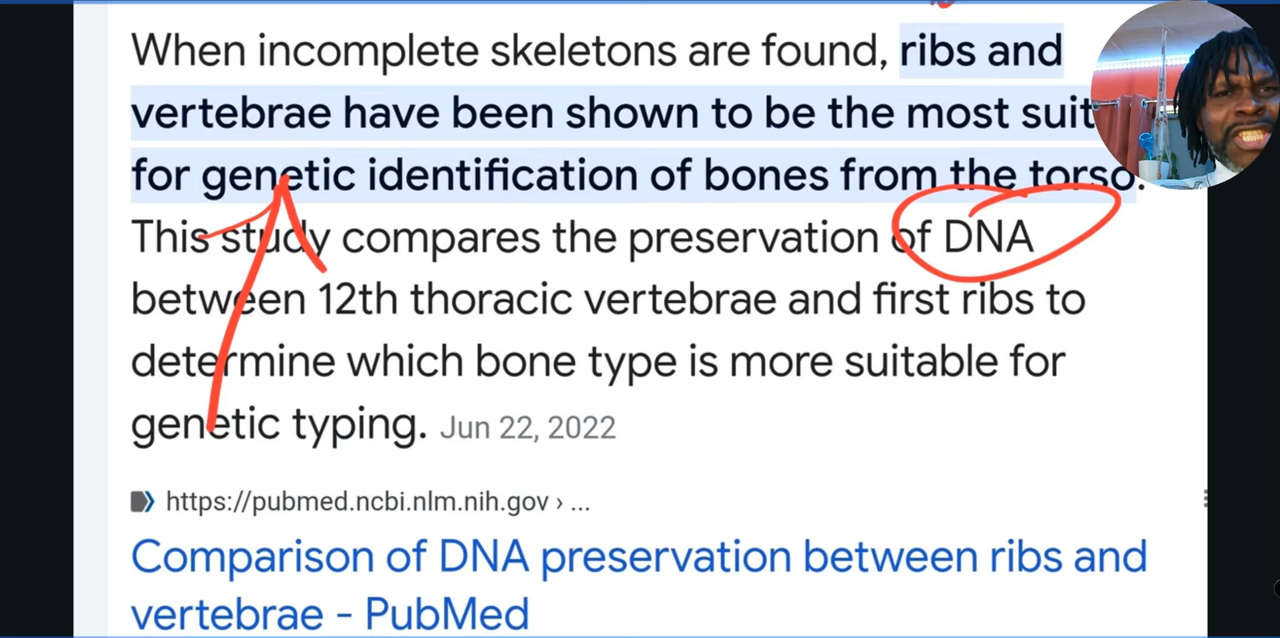 When incomplete skeletons are found, ribs and
vertebrae have been shown to be the most suit
for genetic identification of bones from the torso.
This study compares the preservation of DNA
between 12th thoracic vertebrae and first ribs to
determine which bone type is more suitable for
genetic typing. Jun 22, 2022
https://pubmed.ncbi.nlm.nih.gov › ...
Comparison of DNA preservation between ribs and
vertebrae - PubMed